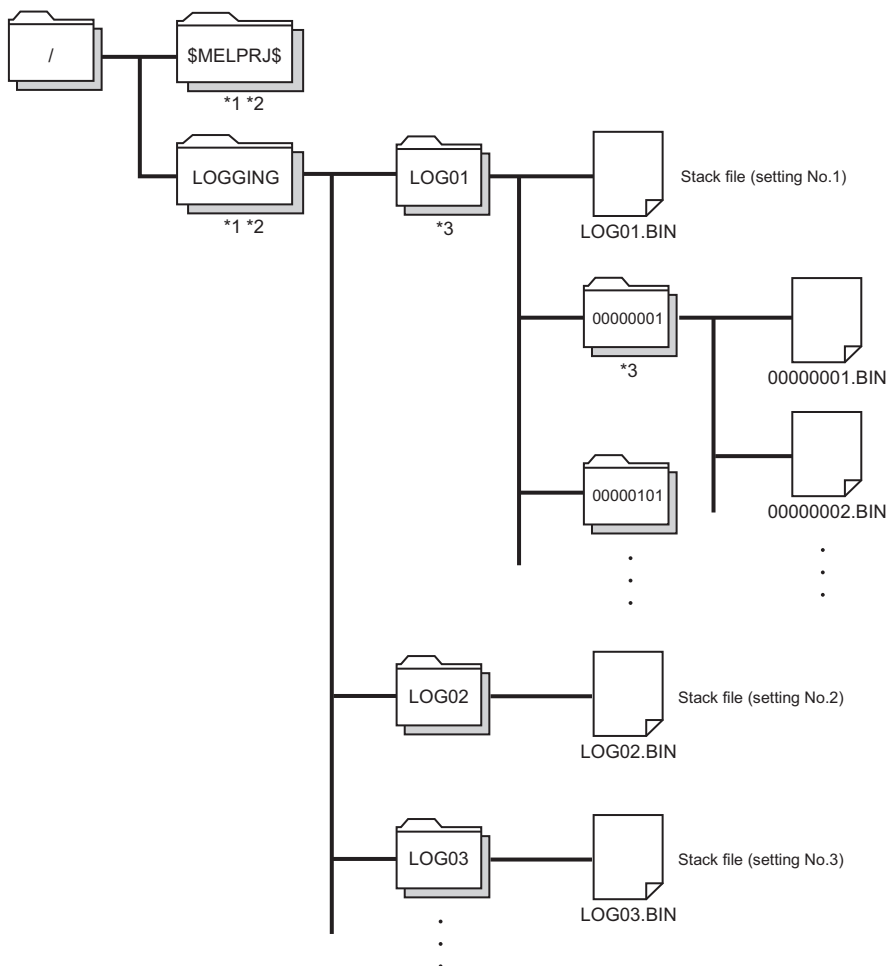 /
$MELPRJ$
*1 *2
LOGGING
*1 *2
LOG01
*3
LOG01.BIN
Stack file (setting No.1)
00000001
*3
00000001.BIN
00000002.BIN
00000101
LOG02
LOG02.BIN
Stack file (setting No.2)
LOG03
LOG03.BIN
Stack file (setting No.3)